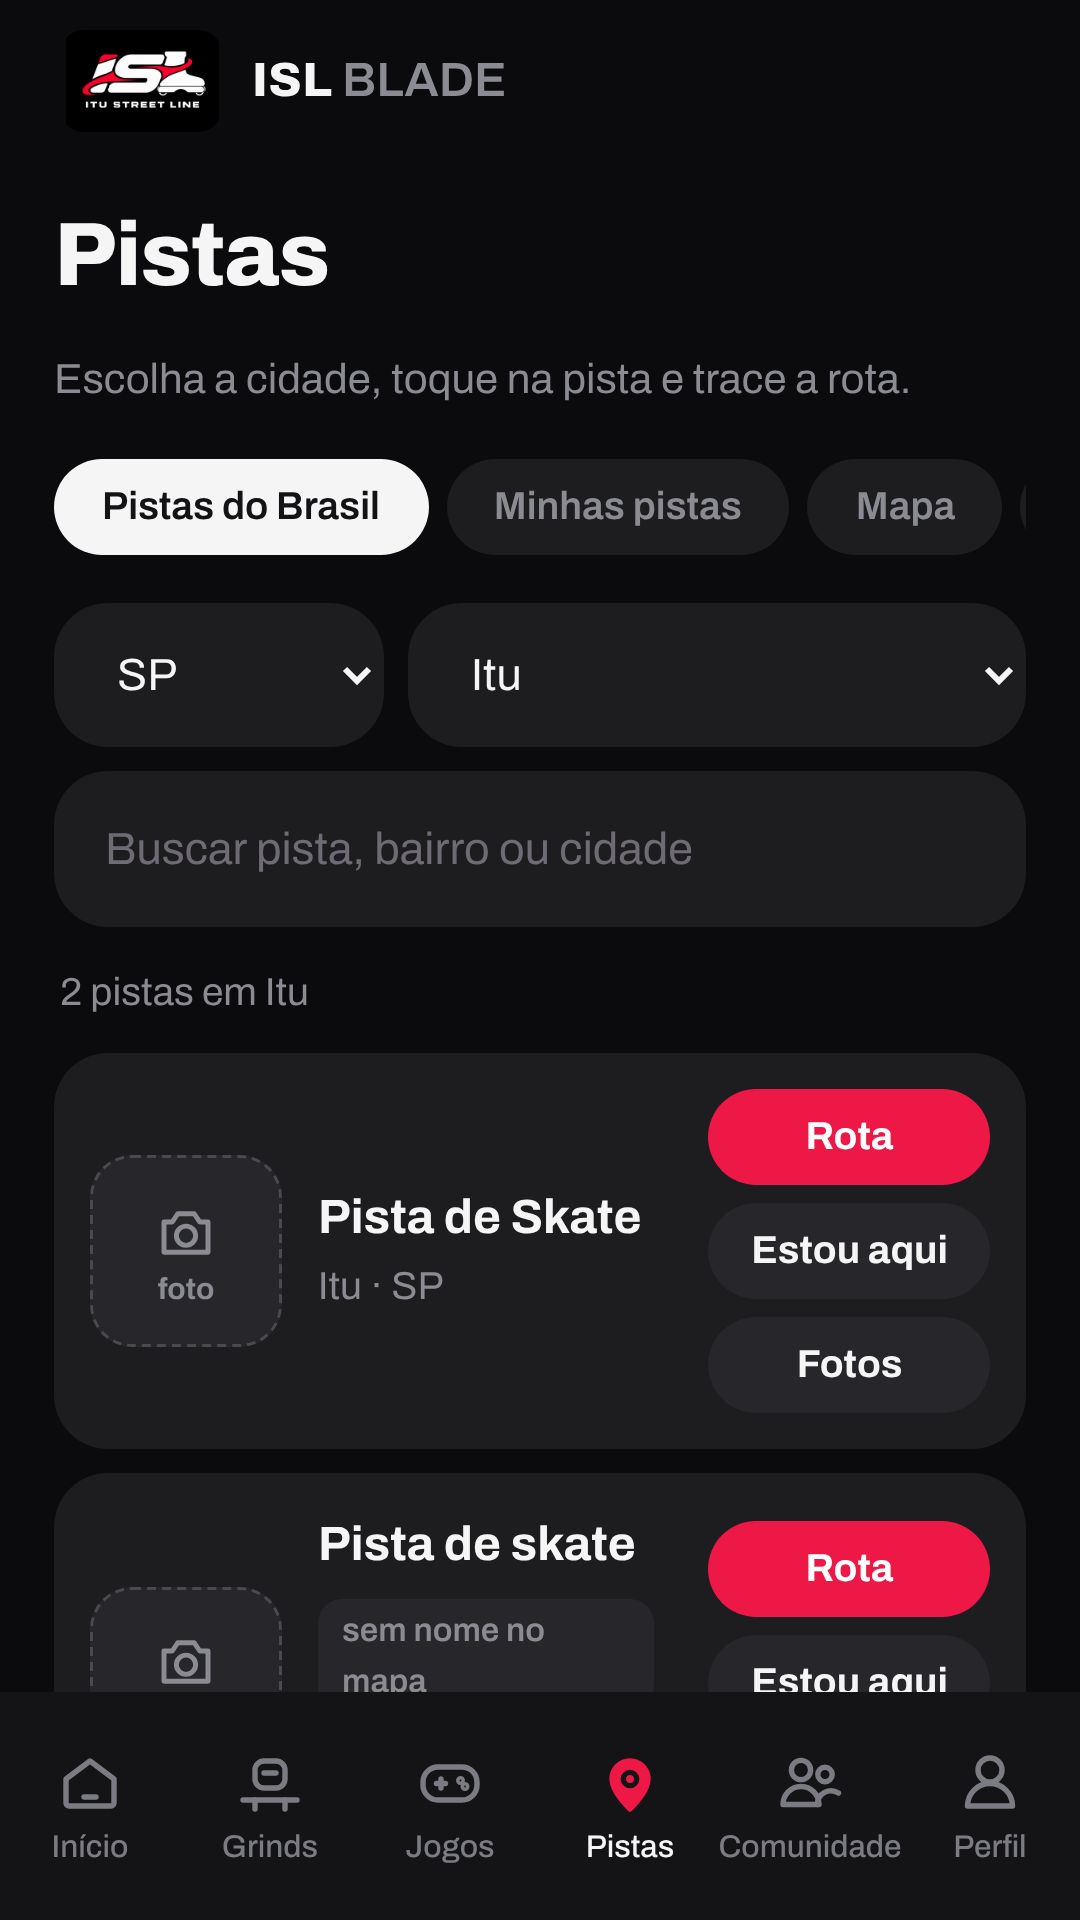 ISL
ITU STREET LINE
ISL BLADE
Pistas
Escolha a cidade, toque na pista e trace a rota.
Pistas do Brasil
Minhas pistas
Mapa
SP
Itu
Buscar pista, bairro ou cidade
2 pistas em Itu
foto
Pista de Skate
Itu · SP
Rota
Estou aqui
Fotos
Pista de skate
sem nome no
mapa
Rota
Estou aqui
Início
Grinds
Jogos
Pistas
Comunidade
Perfil